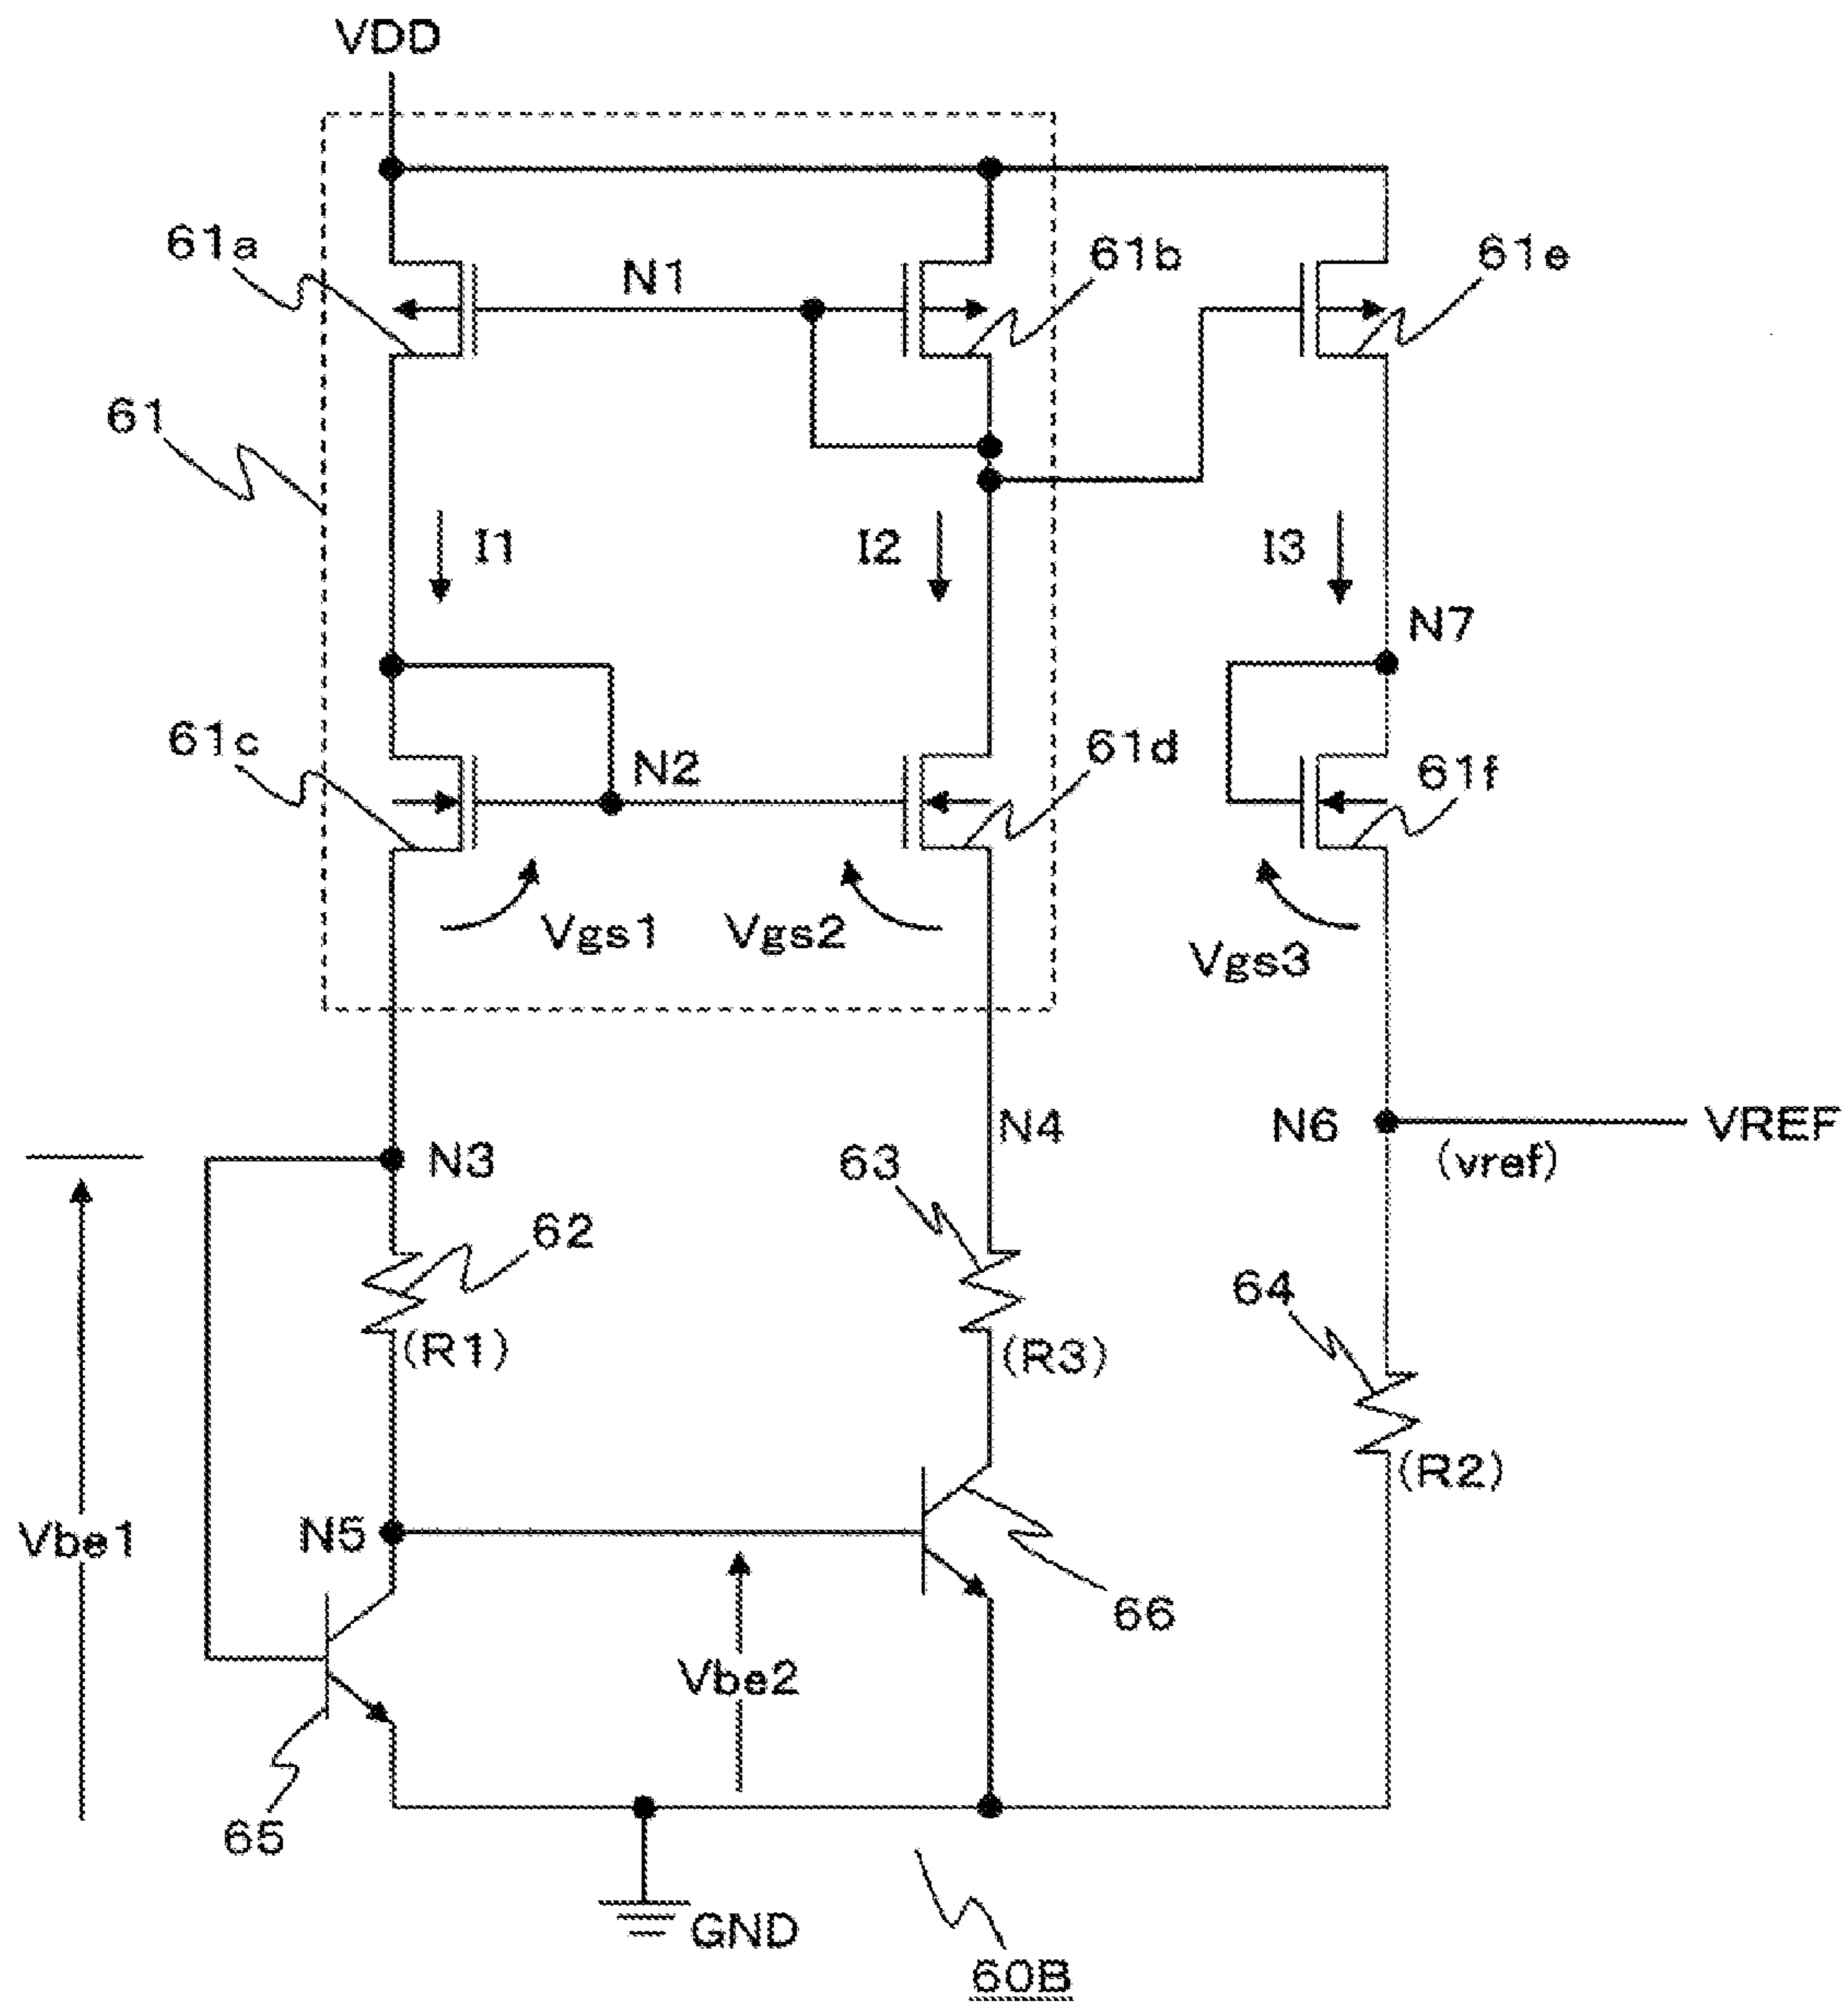 VDD
61a
N1
61b
61e
61
I1
I2
I3
N7
61c
N2
61d
61f
Vgs1
Vgs2
Vgs3
N3
N4
N6
VREF
(vref)
63
62
64
(R1)
(R3)
(R2)
Vbe1
N5
66
Vbe2
65
GND
60B